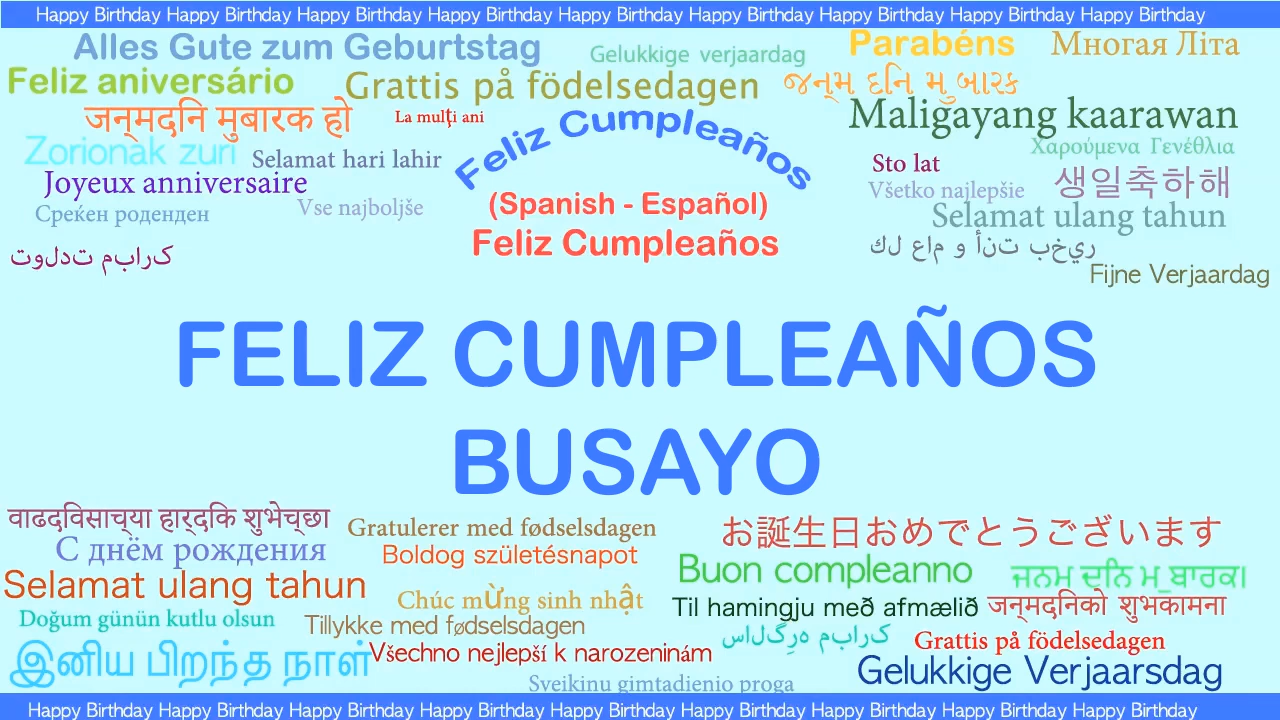 Happy Birthday Happy Birthday Happy Birthday Happy Birthday Happy Birthday Happy Birthday Happy Birthday Happy Birthday Happy Birthday
Alles Gute zum Geburtstag
Gelukkige verjaardag
Parabéns
Многая Літа
Feliz aniversário
Grattis på födelsedagen
જન્મ દિન મુબારક
जन्मदिन मुबारक हो
La mulţi ani
Feliz Cumpleaños
Maligayang kaarawan
Zorionak zuri
Selamat hari lahir
Sto lat
Χαρούμενα Γενέθλια
Joyeux anniversaire
(Spanish - Español)
Všetko najlepšie
생일축하해
Среќен роденден
Vse najboljše
Feliz Cumpleaños
Selamat ulang tahun
تولدت مبارک
كل عام و أنت بخير
Fijne Verjaardag
FELIZ CUMPLEAÑOS
BUSAYO
वाढदिवसाच्या हार्दिक शुभेच्छा
Gratulerer med fødselsdagen
お誕生日おめでとうございます
С днём рождения
Boldog születésnapot
Buon compleanno
ਜਨਮ ਦਿਨ ਮੁਬਾਰਕ।
Selamat ulang tahun
Chúc mừng sinh nhật
Til hamingju með afmælið
जन्मदिनको शुभकामना
Doğum günün kutlu olsun
Tillykke med fødselsdagen
سالگرہ مبارک
Grattis på födelsedagen
இனிய பிறந்த நாள்
Všechno nejlepší k narozeninám
Gelukkige Verjaarsdag
Sveikinu gimtadienio proga
Happy Birthday Happy Birthday Happy Birthday Happy Birthday Happy Birthday Happy Birthday Happy Birthday Happy Birthday Happy Birthday